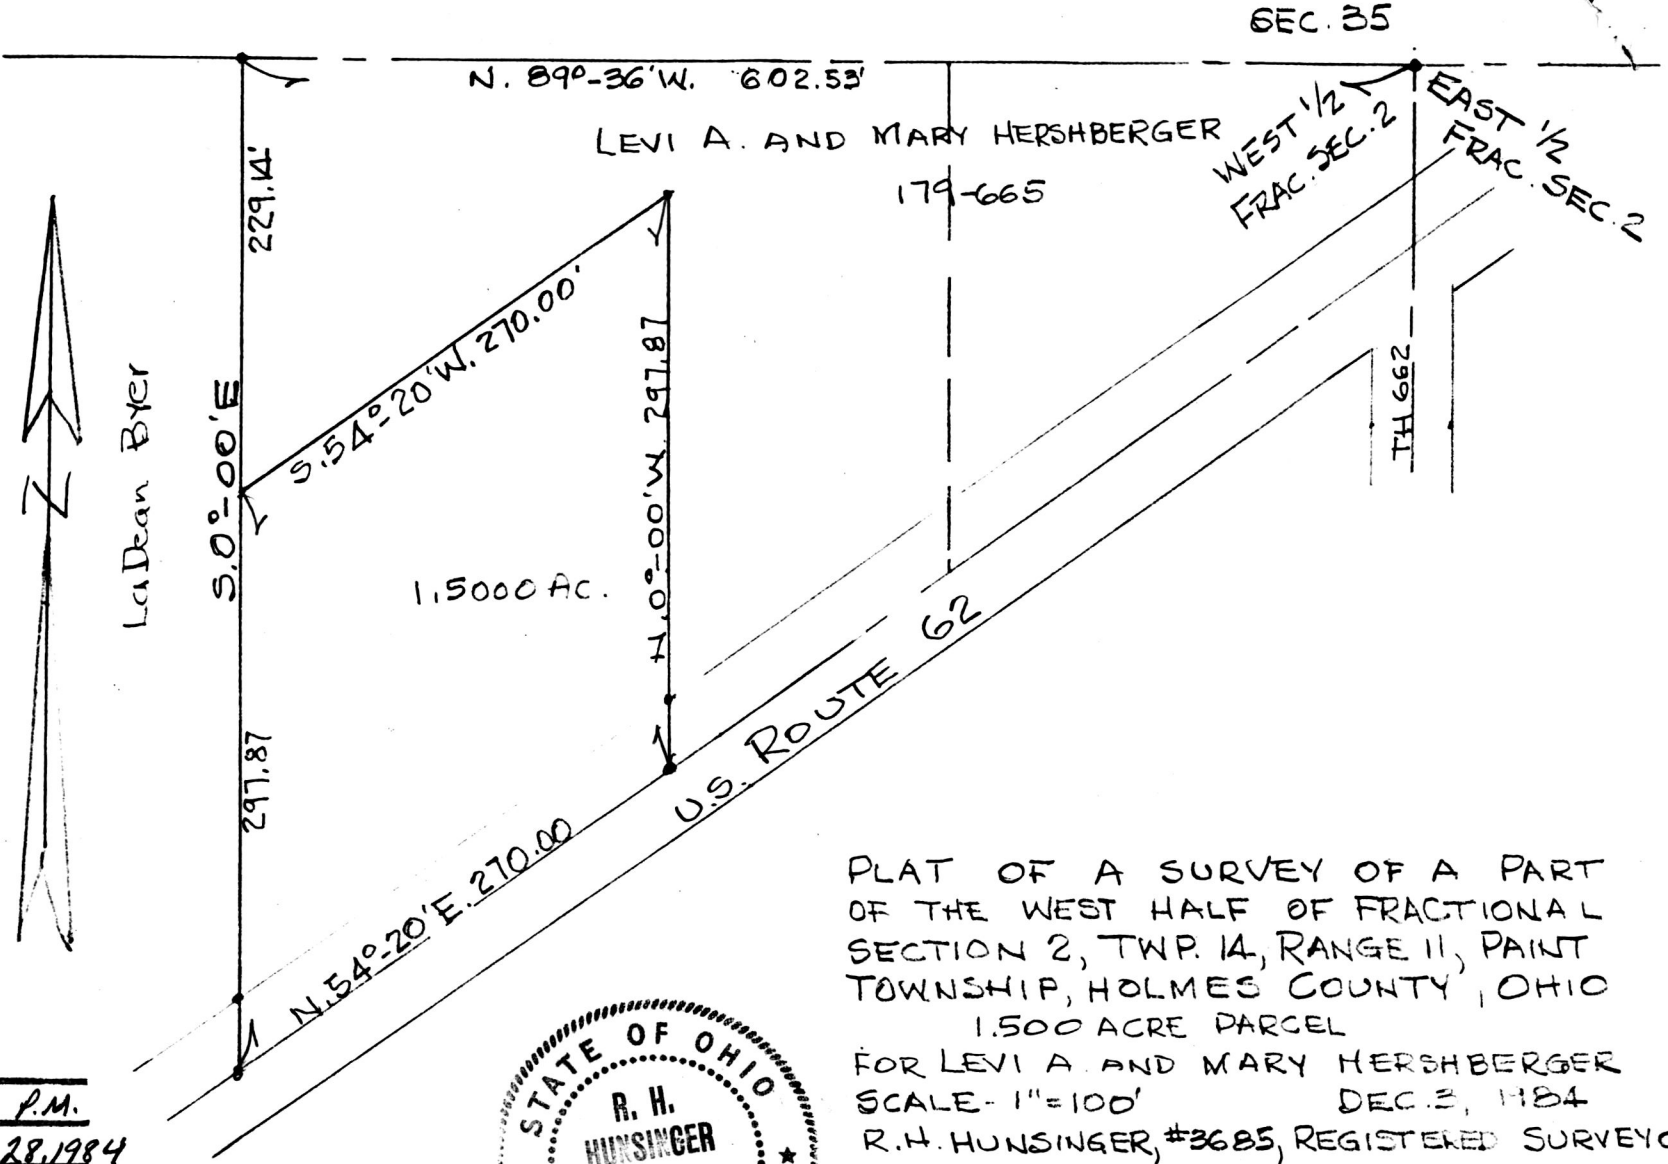 SEC. 35
N. 89°-36'W. 602.53'
LEVI A. AND MARY HERSHBERGER
179-665
WEST 1/2
FRAC. SEC. 2
EAST 1/2
FRAC. SEC. 2
229.14'
S. 0°-00'E
297.87
LaDean Byer
N
S. 54°-20'W. 270.00'
N. 0°-00'W. 297.87
1.5000 AC.
TH 662
N. 54°-20'E. 270.00
U.S. ROUTE 62
PLAT OF A SURVEY OF A PART
OF THE WEST HALF OF FRACTIONAL
SECTION 2, TWP. 14, RANGE 11, PAINT
TOWNSHIP, HOLMES COUNTY, OHIO
1.500 ACRE PARCEL
FOR LEVI A. AND MARY HERSHBERGER
SCALE - 1"=100' DEC. 3, 1984
R.H. HUNSINGER, #3685, REGISTERED SURVEYO
STATE OF OHIO
R. H.
HUNSINGER
P.M.
28, 1984